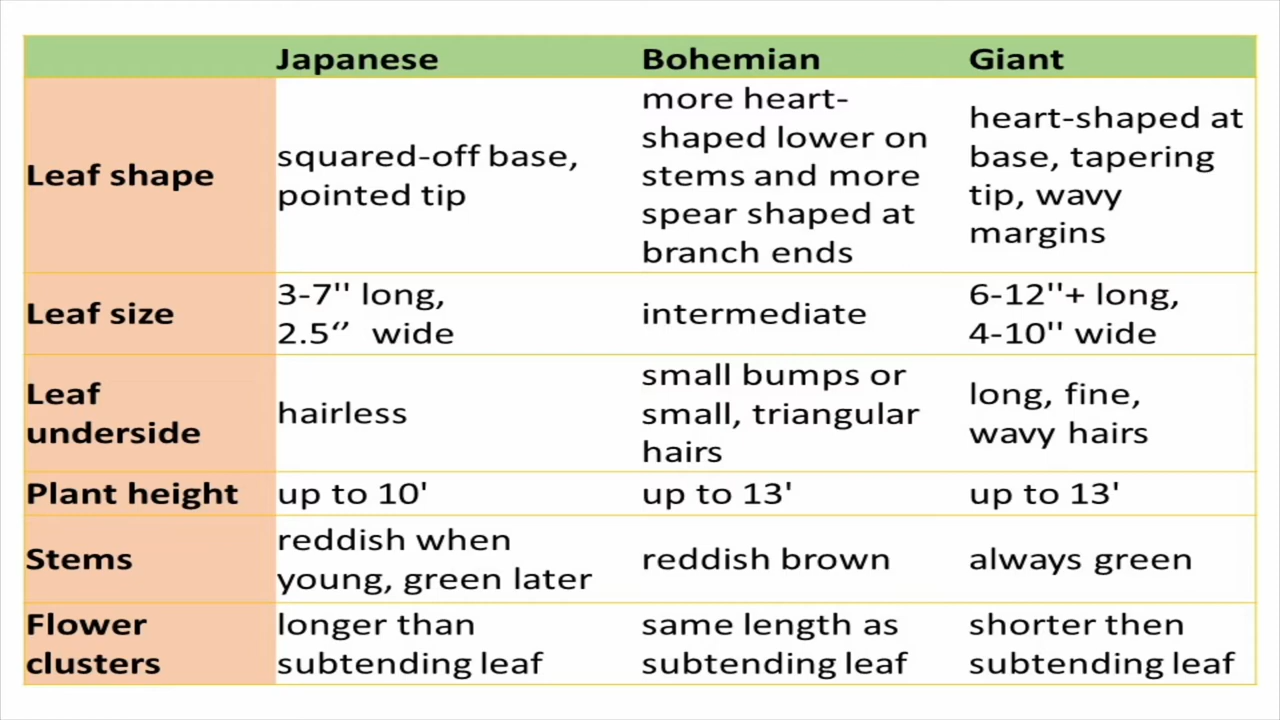 Japanese Bohemian Giant
Leaf shape
squared-off base,
pointed tip
more heart-
shaped lower on
stems and more
spear shaped at
branch ends
heart-shaped at
base, tapering
tip, wavy
margins
Leaf size
3-7'' long,
2.5‘’ wide
intermediate
6-12''+ long,
4-10'' wide
Leaf
underside
hairless
small bumps or
small, triangular
hairs
long, fine,
wavy hairs
Plant height
up to 10'
up to 13'
up to 13'
Stems
reddish when
young, green later
reddish brown
always green
Flower
clusters
longer than
subtending leaf
same length as
subtending leaf
shorter then
subtending leaf